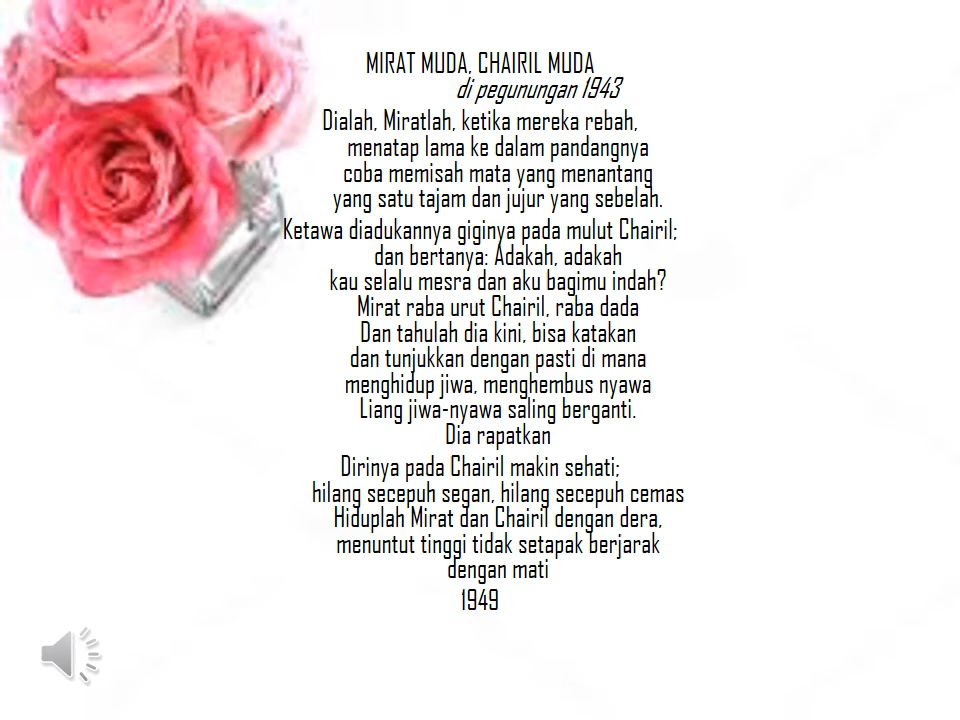 MIRAT MUDA, CHAIRIL MUDA
di pegunungan 1943
Dialah, Miratlah, ketika mereka rebah,
menatap lama ke dalam pandangnya
coba memisah mata yang menantang
yang satu tajam dan jujur yang sebelah.
Ketawa diadukannya giginya pada mulut Chairil;
dan bertanya: Adakah, adakah
kau selalu mesra dan aku bagimu indah?
Mirat raba urut Chairil, raba dada
Dan tahulah dia kini, bisa katakan
dan tunjukkan dengan pasti di mana
menghidup jiwa, menghembus nyawa
Liang jiwa-nyawa saling berganti.
Dia rapatkan
Dirinya pada Chairil makin sehati;
hilang secepuh segan, hilang secepuh cemas
Hiduplah Mirat dan Chairil dengan dera,
menuntut tinggi tidak setapak berjarak
dengan mati
1949